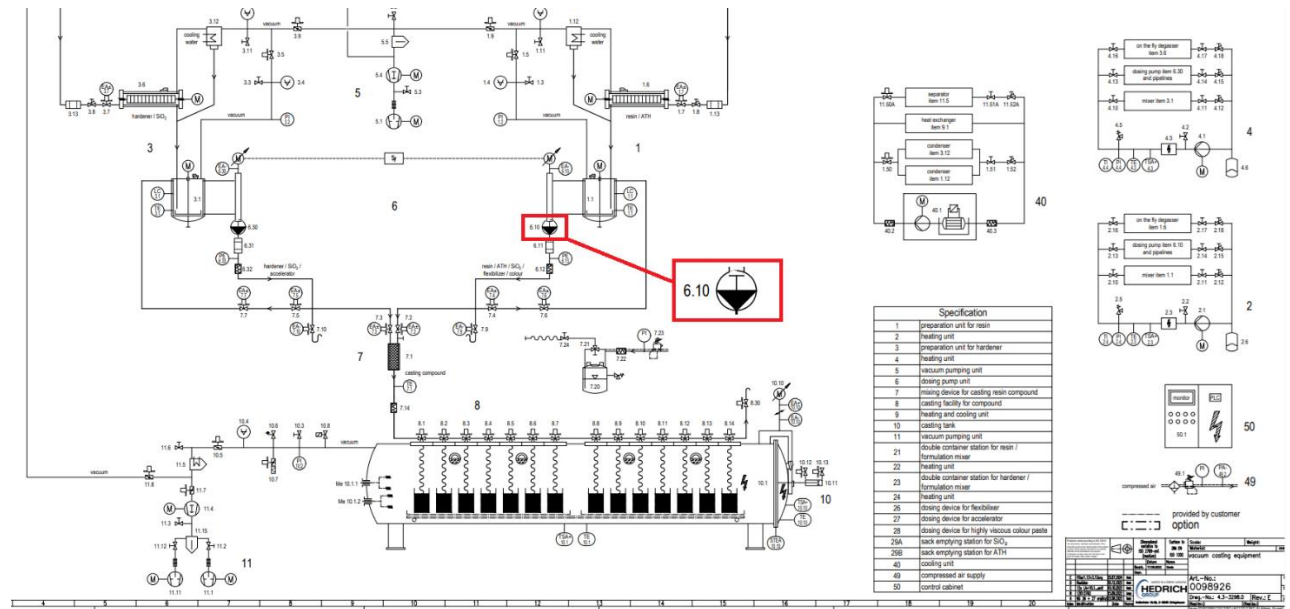 3.12
1.12
vacuum
vacuum
cooling
water
cooling
water
3.9
1.9
3.11
1.11
5.5
3.5
1.5
3.3
3.4
1.4
1.3
5.4
M
5
5.3
5.1
M
3.6
M
1.6
3.13
3.8
3.7
hardener / SiO₂
vacuum
vacuum
M
resin / ATH
1.7
1.8
1.13
3
1
M
M
Sy
M
M
3.1
1.1
6
6.30
6.10
6.31
6.11
6.32
6.12
hardener / SiO₂ /
accelerator
resin / ATH / SiO₂ /
flexibilizer / colour
6.10
7.7
7.5
7.10
7.3
7.2
7.4
7.6
7.9
7
7.1
casting compound
7.14
7.24
7.21
7.22
7.23
PI
7.20
8
8.30
8.1
8.2
8.3
8.4
8.5
8.6
8.7
8.8
8.9
8.10
8.11
8.12
8.13
8.14
10.10
M
10.12
10.13
10.11
10.1
10
Me 10.1.1
Me 10.1.2
vacuum
10.4
10.6
10.3
10.8
10.5
10.7
vacuum
11.6
11.5
11.8
11.7
M
11.4
11.3
11.15
11.12
11.2
M
M
11.11
11.1
11
separator
item 11.5
11.50A
11.51A
11.52A
heat exchanger
item 9.1
condenser
item 3.12
1.50
1.51
1.52
condenser
item 1.12
M
40.1
40.2
40.3
40
on the fly degasser
item 3.6
4.16
4.17
4.18
dosing pump item 6.30
and pipelines
4.13
4.14
4.15
mixer item 3.1
4.10
4.11
4.12
4.5
4.3
4.2
4.1
M
4.6
4
on the fly degasser
item 1.6
2.16
2.17
2.18
dosing pump item 6.10
and pipelines
2.13
2.14
2.15
mixer item 1.1
2.10
2.11
2.12
2.5
2.3
2.2
2.1
M
2.6
2
monitor
PLC
50.1
50
49.1
PI
compressed air
49
provided by customer
option
Specification
1 preparation unit for resin
2 heating unit
3 preparation unit for hardener
4 heating unit
5 vacuum pumping unit
6 dosing pump unit
7 mixing device for casting resin compound
8 casting facility for compound
9 heating and cooling unit
10 casting tank
11 vacuum pumping unit
21 double container station for resin /
formulation mixer
22 heating unit
23 double container station for hardener /
formulation mixer
24 heating unit
26 dosing device for flexibiliser
27 dosing device for accelerator
28 dosing device for highly viscous colour paste
29A sack emptying station for SiO₂
29B sack emptying station for ATH
40 cooling unit
49 compressed air supply
50 control cabinet
Scale:
Weight:
Material:
vacuum casting equipment
HEDRICH
GROUP
Art.-No.:
0098926
Drwg.-No.: 4.3-3298.0
Rev.: E
4
5
6
7
8
9
10
11
12
13
14
15
16
17
18
19
20